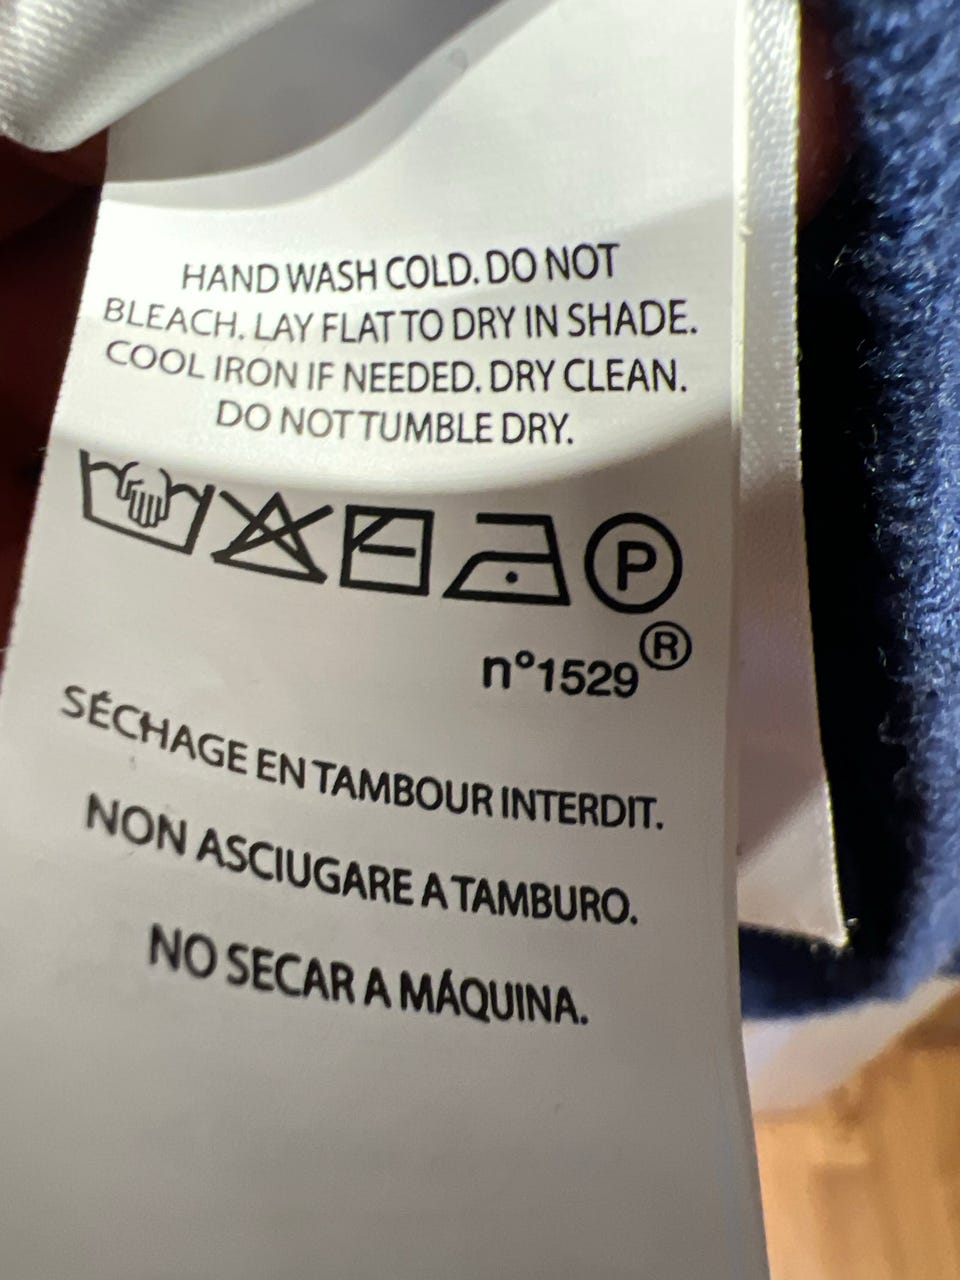 HAND WASH COLD. DO NOT
BLEACH. LAY FLAT TO DRY IN SHADE.
COOL IRON IF NEEDED. DRY CLEAN.
DO NOT TUMBLE DRY.
P
n°1529®
SÉCHAGE EN TAMBOUR INTERDIT.
NON ASCIUGARE A TAMBURO.
NO SECAR A MÁQUINA.